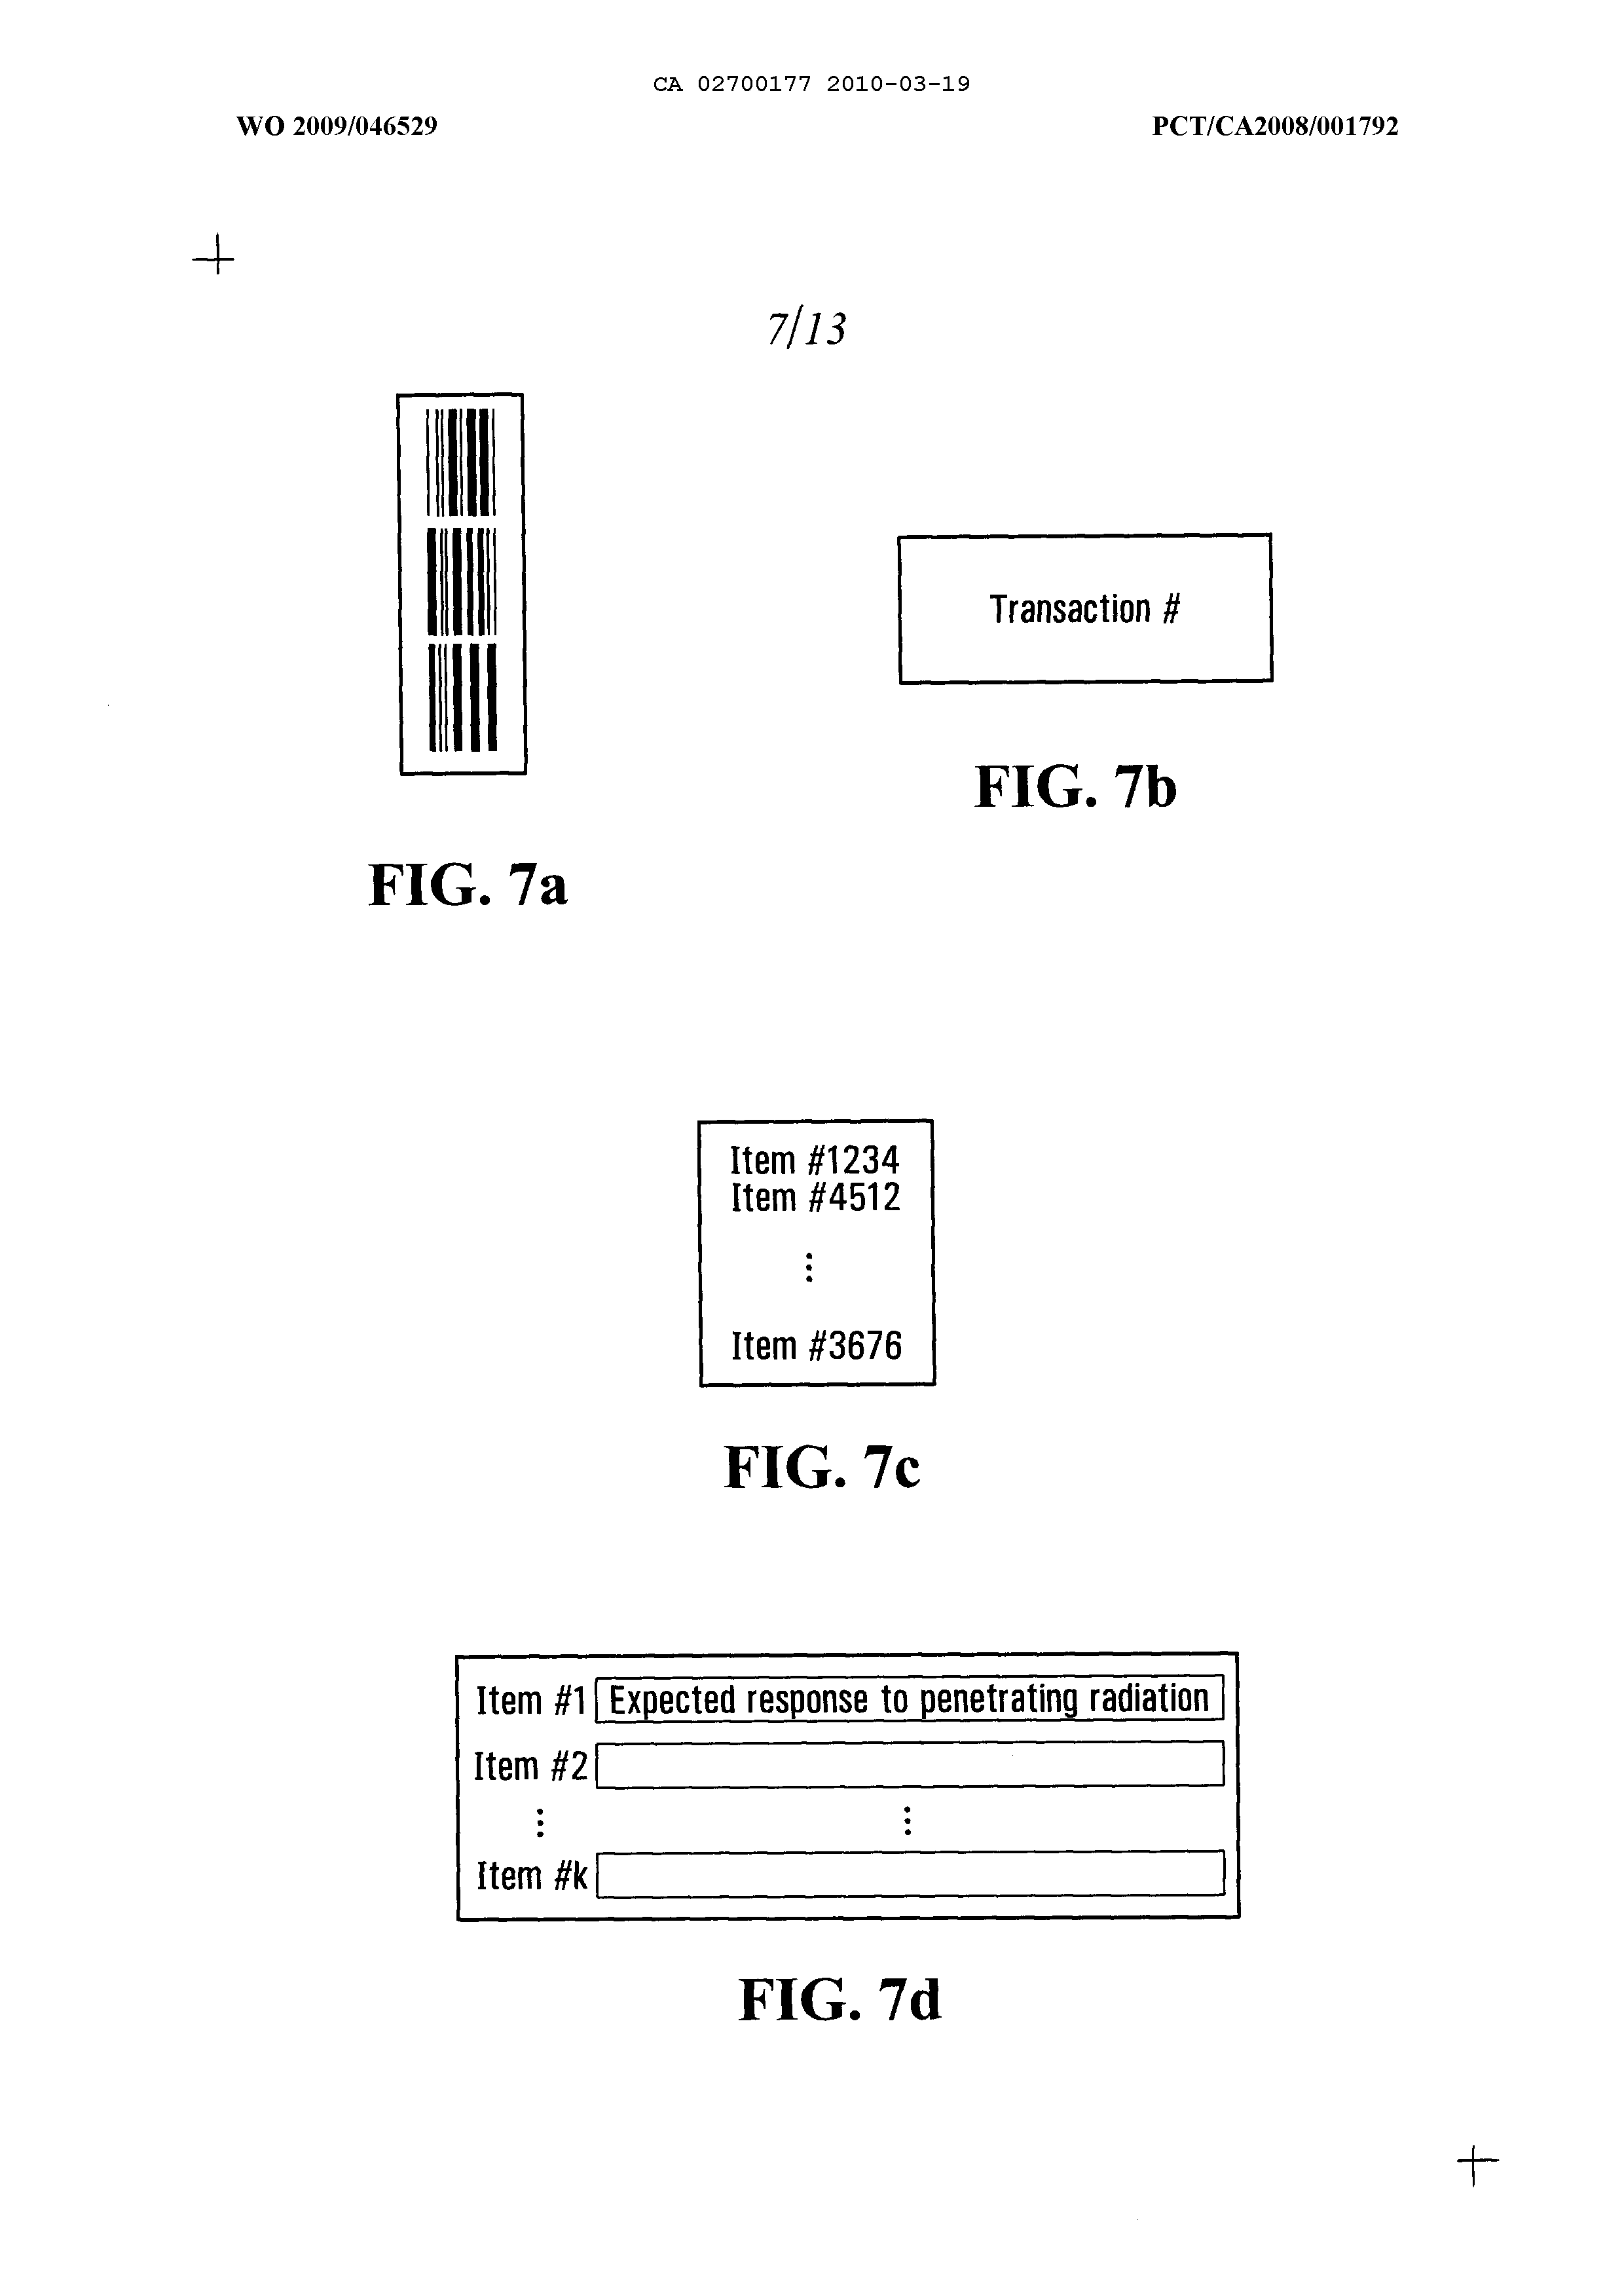 CA 02700177 2010-03-19
WO 2009/046529
PCT/CA2008/001792
7/13
Transaction #
FIG. 7b
FIG. 7a
Item #1234
Item #4512
⋮
Item #3676
FIG. 7c
Item #1 Expected response to penetrating radiation
Item #2
⋮ ⋮
Item #k
FIG. 7d